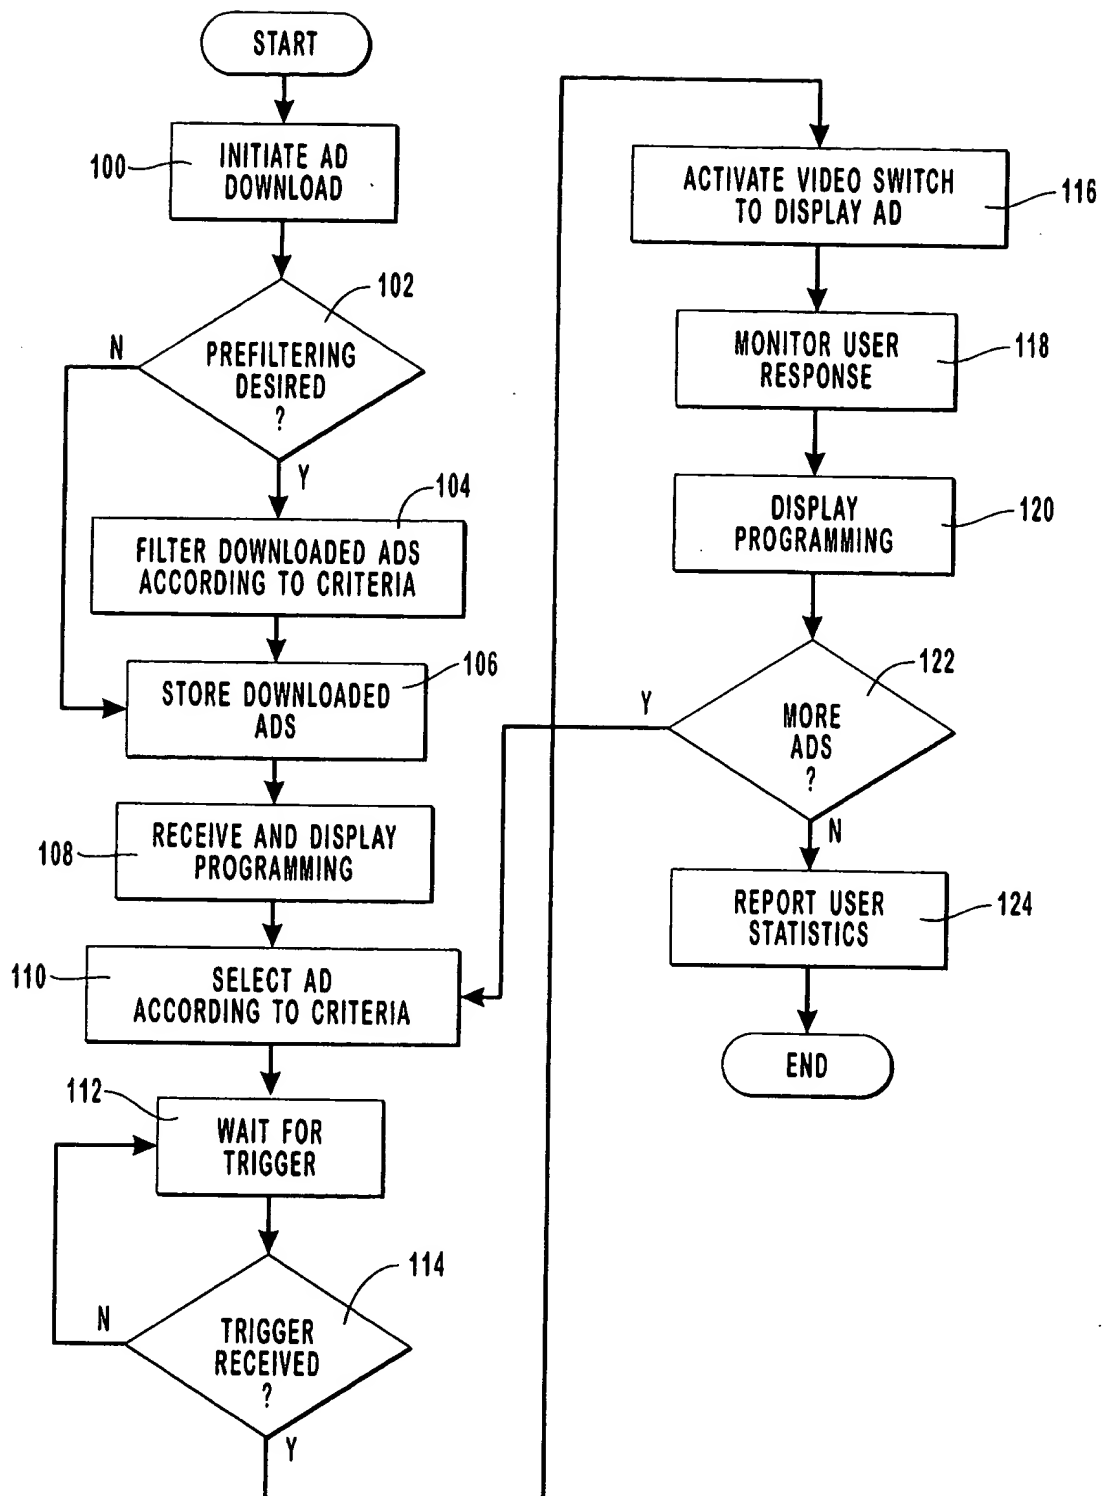 START
100
INITIATE AD
DOWNLOAD
102
N
PREFILTERING
DESIRED
?
Y
104
FILTER DOWNLOADED ADS
ACCORDING TO CRITERIA
106
STORE DOWNLOADED
ADS
108
RECEIVE AND DISPLAY
PROGRAMMING
110
SELECT AD
ACCORDING TO CRITERIA
112
WAIT FOR
TRIGGER
114
N
TRIGGER
RECEIVED
?
Y
ACTIVATE VIDEO SWITCH
TO DISPLAY AD
116
MONITOR USER
RESPONSE
118
DISPLAY
PROGRAMMING
120
122
Y
MORE
ADS
?
N
REPORT USER
STATISTICS
124
END